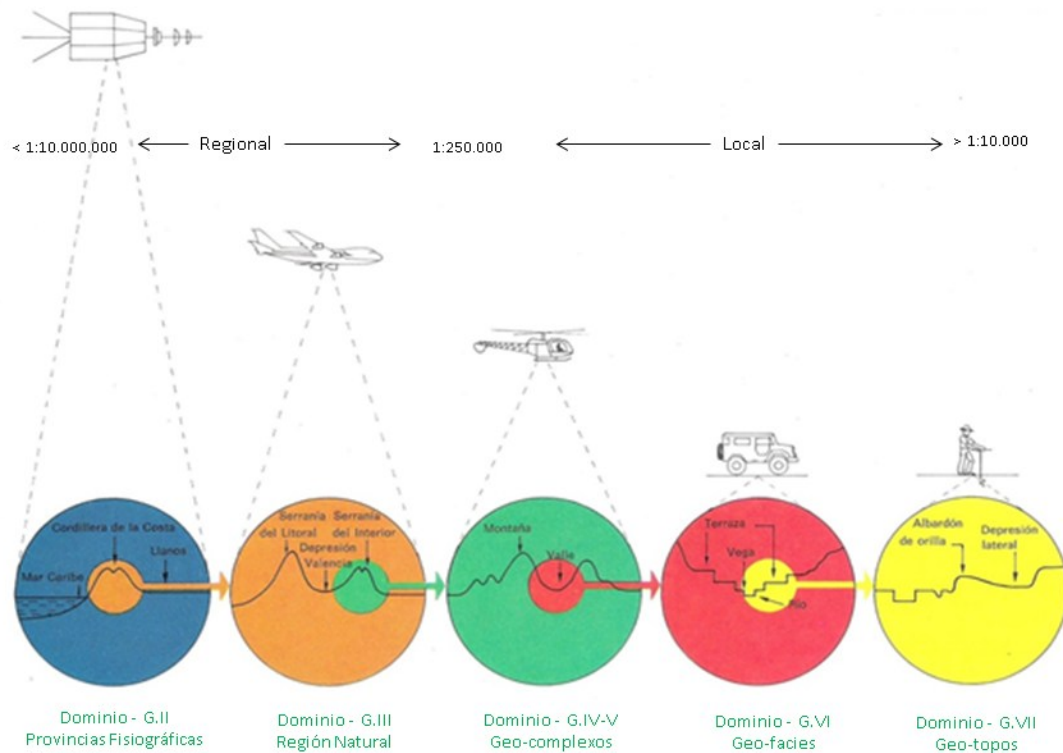 < 1:10.000.000
Regional
1:250.000
Local
> 1:10.000
Cordillera de la Costa
Llanos
Mar Caribe
Serranía del Litoral
Serranía del Interior
Depresión Valencia
Montaña
Valle
Terraza
Vega
Río
Albardón de orilla
Depresión lateral
Dominio - G.II
Provincias Fisiográficas
Dominio - G.III
Región Natural
Dominio - G.IV-V
Geo-complexos
Dominio - G.VI
Geo-facies
Dominio - G.VII
Geo-topos